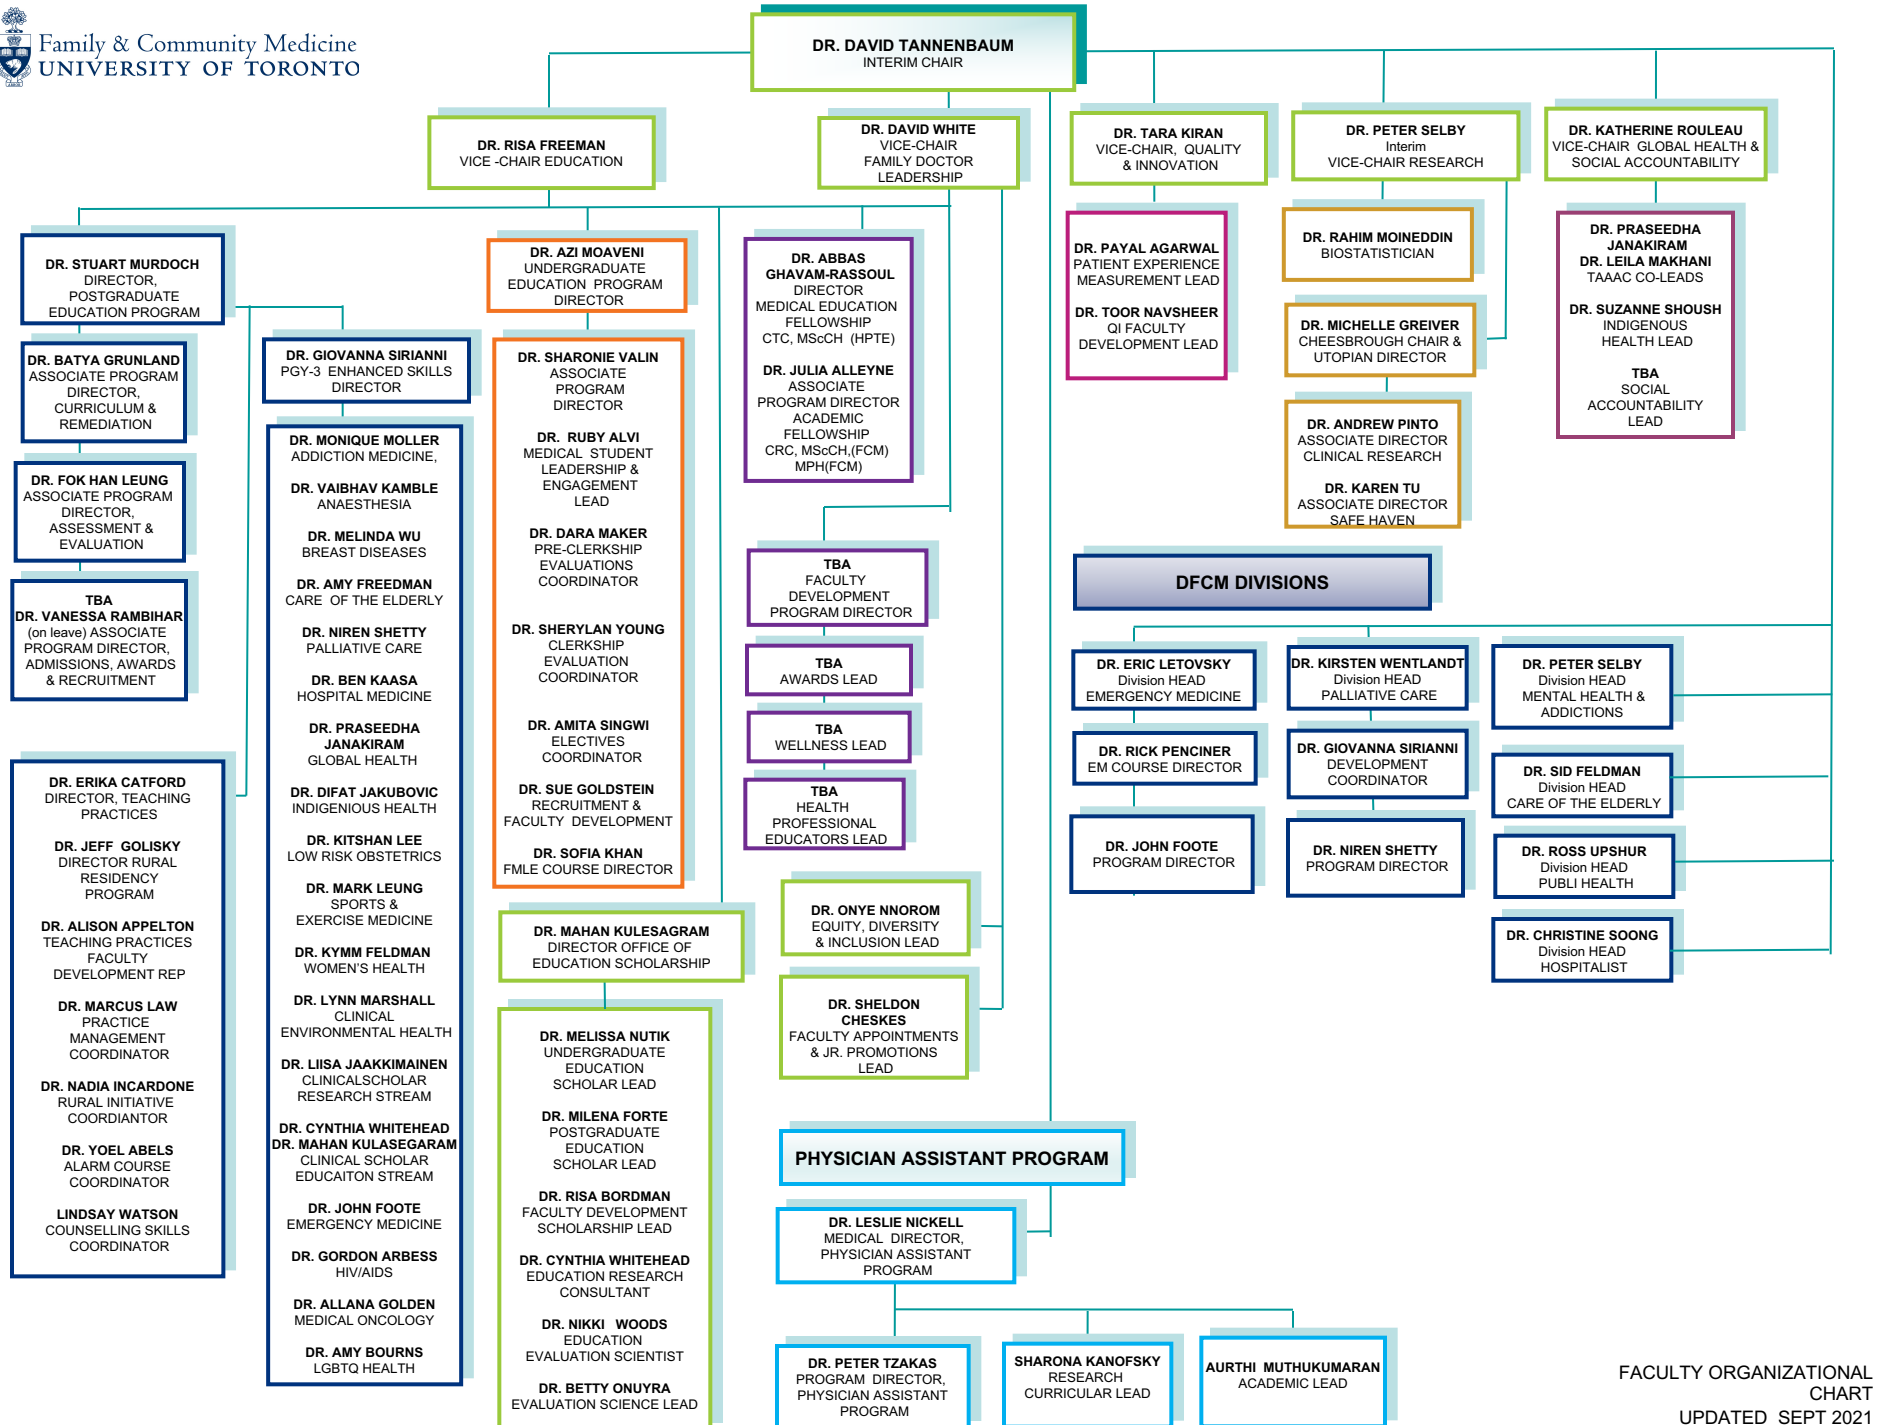 Family & Community Medicine
UNIVERSITY OF TORONTO
DR. DAVID TANNENBAUM
INTERIM CHAIR
DR. RISA FREEMAN
VICE -CHAIR EDUCATION
DR. DAVID WHITE
VICE-CHAIR
FAMILY DOCTOR
LEADERSHIP
DR. TARA KIRAN
VICE-CHAIR, QUALITY
& INNOVATION
DR. PETER SELBY
Interim
VICE-CHAIR RESEARCH
DR. KATHERINE ROULEAU
VICE-CHAIR GLOBAL HEALTH &
SOCIAL ACCOUNTABILITY
DR. STUART MURDOCH
DIRECTOR,
POSTGRADUATE
EDUCATION PROGRAM
DR. BATYA GRUNLAND
ASSOCIATE PROGRAM
DIRECTOR,
CURRICULUM &
REMEDIATION
DR. FOK HAN LEUNG
ASSOCIATE PROGRAM
DIRECTOR,
ASSESSMENT &
EVALUATION
TBA
DR. VANESSA RAMBIHAR
(on leave) ASSOCIATE
PROGRAM DIRECTOR,
ADMISSIONS, AWARDS
& RECRUITMENT
DR. ERIKA CATFORD
DIRECTOR, TEACHING
PRACTICES
DR. JEFF GOLISKY
DIRECTOR RURAL
RESIDENCY
PROGRAM
DR. ALISON APPELTON
TEACHING PRACTICES
FACULTY
DEVELOPMENT REP
DR. MARCUS LAW
PRACTICE
MANAGEMENT
COORDINATOR
DR. NADIA INCARDONE
RURAL INITIATIVE
COORDIANTOR
DR. YOEL ABELS
ALARM COURSE
COORDINATOR
LINDSAY WATSON
COUNSELLING SKILLS
COORDINATOR
DR. GIOVANNA SIRIANNI
PGY-3 ENHANCED SKILLS
DIRECTOR
DR. MONIQUE MOLLER
ADDICTION MEDICINE,
DR. VAIBHAV KAMBLE
ANAESTHESIA
DR. MELINDA WU
BREAST DISEASES
DR. AMY FREEDMAN
CARE OF THE ELDERLY
DR. NIREN SHETTY
PALLIATIVE CARE
DR. BEN KAASA
HOSPITAL MEDICINE
DR. PRASEEDHA
JANAKIRAM
GLOBAL HEALTH
DR. DIFAT JAKUBOVIC
INDIGENIOUS HEALTH
DR. KITSHAN LEE
LOW RISK OBSTETRICS
DR. MARK LEUNG
SPORTS &
EXERCISE MEDICINE
DR. KYMM FELDMAN
WOMEN'S HEALTH
DR. LYNN MARSHALL
CLINICAL
ENVIRONMENTAL HEALTH
DR. LIISA JAAKKIMAINEN
CLINICALSCHOLAR
RESEARCH STREAM
DR. CYNTHIA WHITEHEAD
DR. MAHAN KULASEGARAM
CLINICAL SCHOLAR
EDUCAITON STREAM
DR. JOHN FOOTE
EMERGENCY MEDICINE
DR. GORDON ARBESS
HIV/AIDS
DR. ALLANA GOLDEN
MEDICAL ONCOLOGY
DR. AMY BOURNS
LGBTQ HEALTH
DR. AZI MOAVENI
UNDERGRADUATE
EDUCATION PROGRAM
DIRECTOR
DR. SHARONIE VALIN
ASSOCIATE
PROGRAM
DIRECTOR
DR. RUBY ALVI
MEDICAL STUDENT
LEADERSHIP &
ENGAGEMENT
LEAD
DR. DARA MAKER
PRE-CLERKSHIP
EVALUATIONS
COORDINATOR
DR. SHERYLAN YOUNG
CLERKSHIP
EVALUATION
COORDINATOR
DR. AMITA SINGWI
ELECTIVES
COORDINATOR
DR. SUE GOLDSTEIN
RECRUITMENT &
FACULTY DEVELOPMENT
DR. SOFIA KHAN
FMLE COURSE DIRECTOR
DR. MAHAN KULESAGRAM
DIRECTOR OFFICE OF
EDUCATION SCHOLARSHIP
DR. MELISSA NUTIK
UNDERGRADUATE
EDUCATION
SCHOLAR LEAD
DR. MILENA FORTE
POSTGRADUATE
EDUCATION
SCHOLAR LEAD
DR. RISA BORDMAN
FACULTY DEVELOPMENT
SCHOLARSHIP LEAD
DR. CYNTHIA WHITEHEAD
EDUCATION RESEARCH
CONSULTANT
DR. NIKKI WOODS
EDUCATION
EVALUATION SCIENTIST
DR. BETTY ONUYRA
EVALUATION SCIENCE LEAD
DR. ABBAS
GHAVAM-RASSOUL
DIRECTOR
MEDICAL EDUCATION
FELLOWSHIP
CTC, MScCH (HPTE)
DR. JULIA ALLEYNE
ASSOCIATE
PROGRAM DIRECTOR
ACADEMIC
FELLOWSHIP
CRC, MScCH,(FCM)
MPH(FCM)
TBA
FACULTY
DEVELOPMENT
PROGRAM DIRECTOR
TBA
AWARDS LEAD
TBA
WELLNESS LEAD
TBA
HEALTH
PROFESSIONAL
EDUCATORS LEAD
DR. ONYE NNOROM
EQUITY, DIVERSITY
& INCLUSION LEAD
DR. SHELDON
CHESKES
FACULTY APPOINTMENTS
& JR. PROMOTIONS
LEAD
DR. PAYAL AGARWAL
PATIENT EXPERIENCE
MEASUREMENT LEAD
DR. TOOR NAVSHEER
QI FACULTY
DEVELOPMENT LEAD
DR. RAHIM MOINEDDIN
BIOSTATISTICIAN
DR. MICHELLE GREIVER
CHEESBROUGH CHAIR &
UTOPIAN DIRECTOR
DR. ANDREW PINTO
ASSOCIATE DIRECTOR
CLINICAL RESEARCH
DR. KAREN TU
ASSOCIATE DIRECTOR
SAFE HAVEN
DR. PRASEEDHA
JANAKIRAM
DR. LEILA MAKHANI
TAAAC CO-LEADS
DR. SUZANNE SHOUSH
INDIGENOUS
HEALTH LEAD
TBA
SOCIAL
ACCOUNTABILITY
LEAD
DFCM DIVISIONS
DR. ERIC LETOVSKY
Division HEAD
EMERGENCY MEDICINE
DR. RICK PENCINER
EM COURSE DIRECTOR
DR. JOHN FOOTE
PROGRAM DIRECTOR
DR. KIRSTEN WENTLANDT
Division HEAD
PALLIATIVE CARE
DR. GIOVANNA SIRIANNI
DEVELOPMENT
COORDINATOR
DR. NIREN SHETTY
PROGRAM DIRECTOR
DR. PETER SELBY
Division HEAD
MENTAL HEALTH &
ADDICTIONS
DR. SID FELDMAN
Division HEAD
CARE OF THE ELDERLY
DR. ROSS UPSHUR
Division HEAD
PUBLI HEALTH
DR. CHRISTINE SOONG
Division HEAD
HOSPITALIST
PHYSICIAN ASSISTANT PROGRAM
DR. LESLIE NICKELL
MEDICAL DIRECTOR,
PHYSICIAN ASSISTANT
PROGRAM
DR. PETER TZAKAS
PROGRAM DIRECTOR,
PHYSICIAN ASSISTANT
PROGRAM
SHARONA KANOFSKY
RESEARCH
CURRICULAR LEAD
AURTHI MUTHUKUMARAN
ACADEMIC LEAD
FACULTY ORGANIZATIONAL
CHART
UPDATED SEPT 2021